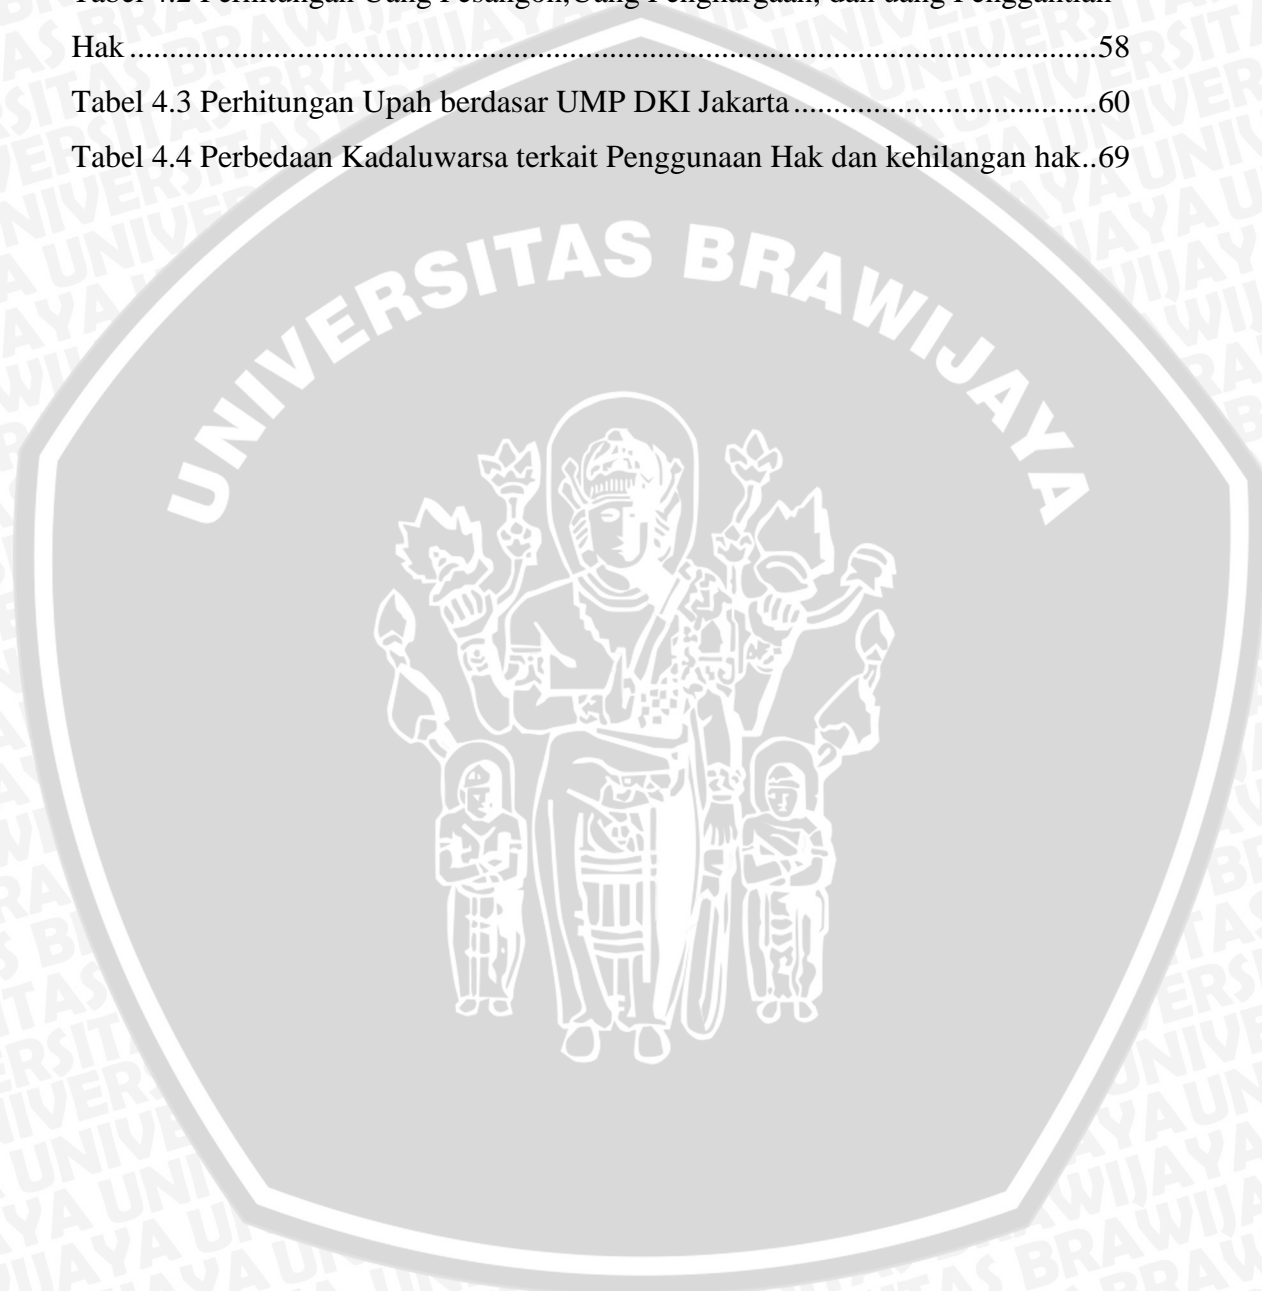 Tabel 4.2 Perhitungan Uang Pesangon,Uang Penghargaan, dan uang Penggantian
Hak........................................................................................................................58
Tabel 4.3 Perhitungan Upah berdasar UMP DKI Jakarta......................................60
Tabel 4.4 Perbedaan Kadaluwarsa terkait Penggunaan Hak dan kehilangan hak..69
UNIVERSITAS BRAWIJAYA